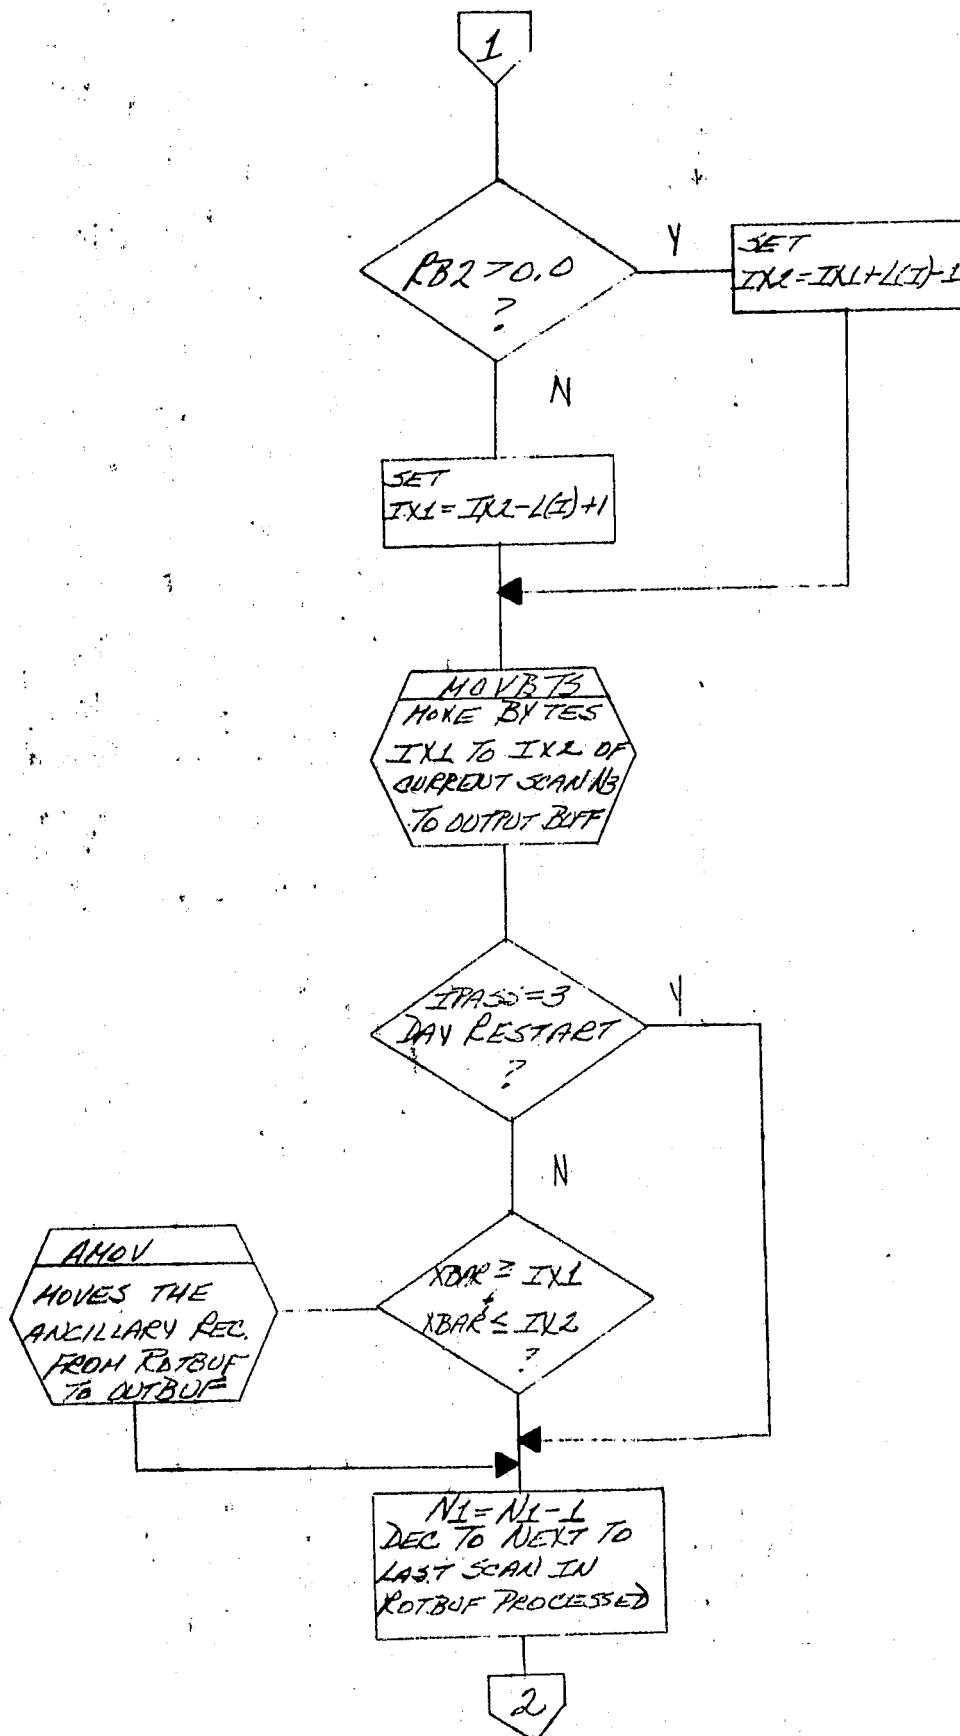 1
RB2>0.0
?
Y
SET
IX2=IX1+L(I)-1
N
SET
IX1=IX2-L(I)+1
MOVBTS
MOVE BYTES
IX1 TO IX2 OF
CURRENT SCAN N3
TO OUTPUT BUFF
IPASS=3
DAY RESTART
?
Y
N
XBAR ≥ IX1
+
XBAR ≤ IX2
?
AMOV
MOVES THE
ANCILLARY REC.
FROM ROTBUF
TO OUTBUF
N1=N1-1
DEC TO NEXT TO
LAST SCAN IN
ROTBUF PROCESSED
2